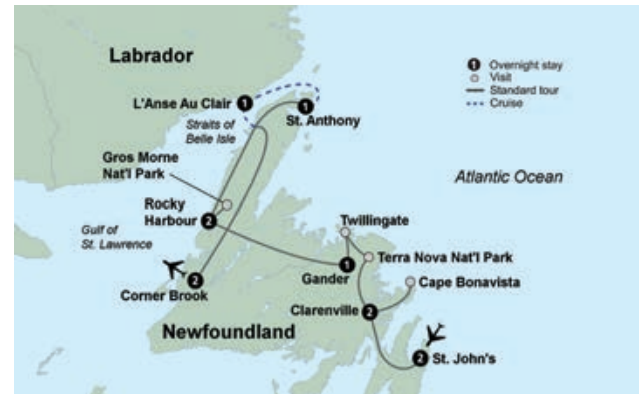 Labrador
1 Overnight stay
Visit
Standard tour
Cruise
L'Anse Au Clair 1
1
St. Anthony
Straits of
Belle Isle
Gros Morne
Nat'l Park
Atlantic Ocean
Rocky
Harbour 2
Twillingate
Gulf of
St. Lawrence
Terra Nova Nat'l Park
1
Gander
2
Corner Brook
Cape Bonavista
Clarenville 2
Newfoundland
2 St. John's